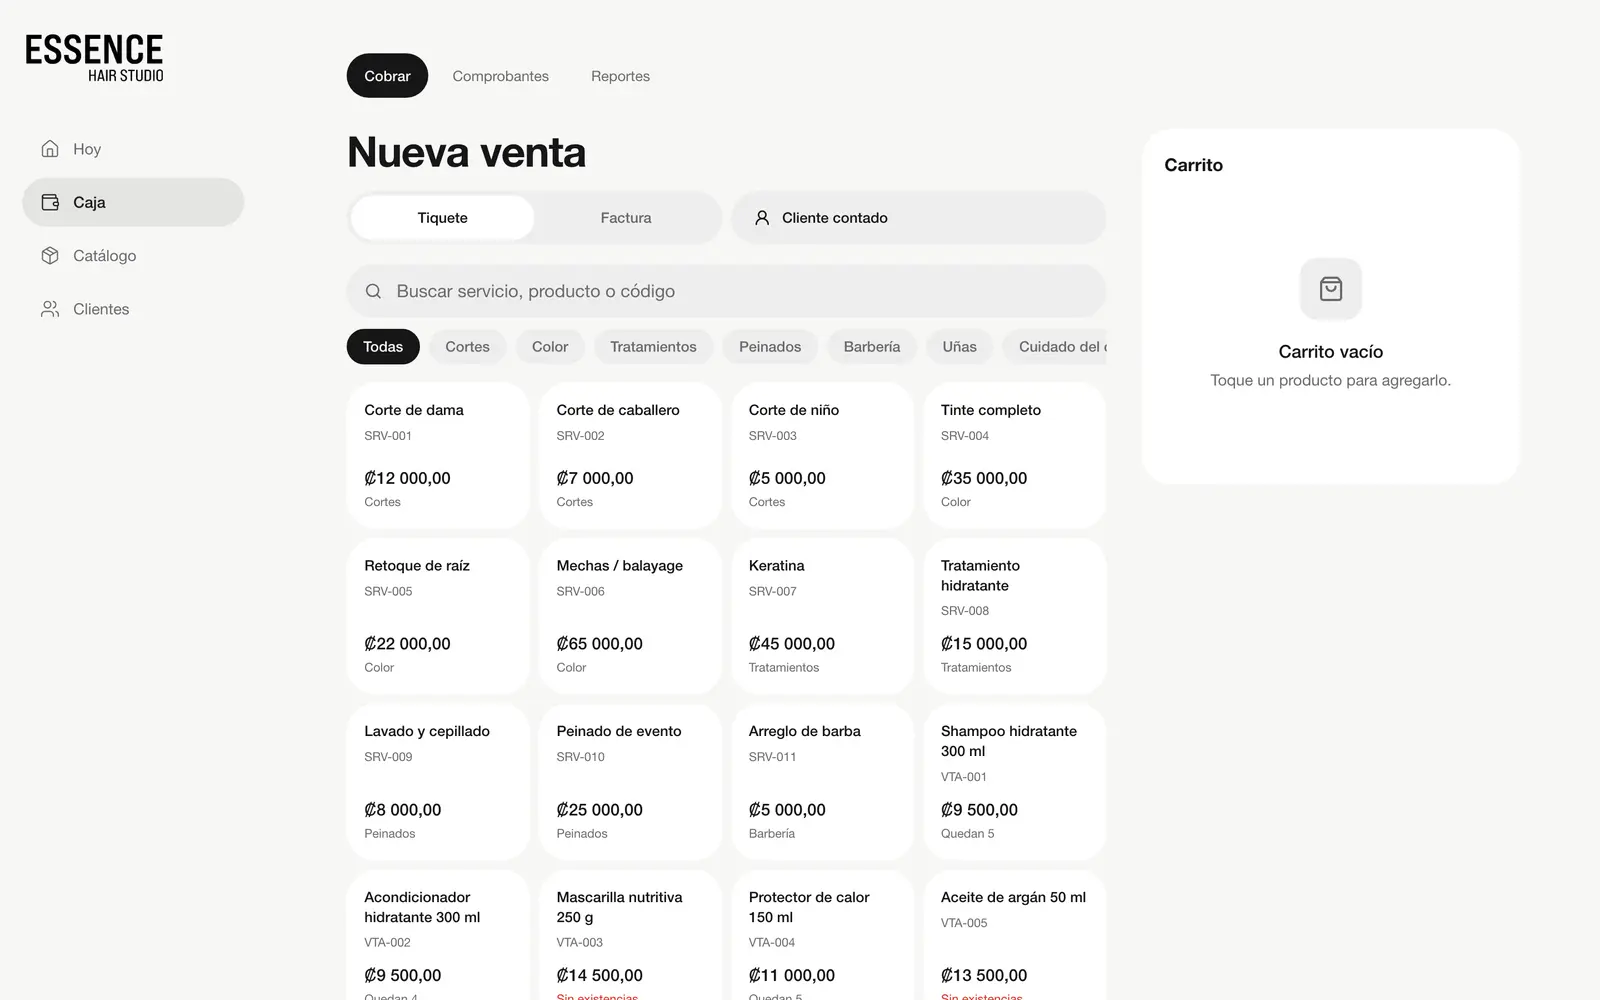 ESSENCE
HAIR STUDIO
Hoy
Caja
Catálogo
Clientes
Cobrar
Comprobantes
Reportes
Nueva venta
Tiquete
Factura
Cliente contado
Buscar servicio, producto o código
Todas
Cortes
Color
Tratamientos
Peinados
Barbería
Uñas
Cuidado del
Corte de dama
SRV-001
₡12 000,00
Cortes
Corte de caballero
SRV-002
₡7 000,00
Cortes
Corte de niño
SRV-003
₡5 000,00
Cortes
Tinte completo
SRV-004
₡35 000,00
Color
Retoque de raíz
SRV-005
₡22 000,00
Color
Mechas / balayage
SRV-006
₡65 000,00
Color
Keratina
SRV-007
₡45 000,00
Tratamientos
Tratamiento
hidratante
SRV-008
₡15 000,00
Tratamientos
Lavado y cepillado
SRV-009
₡8 000,00
Peinados
Peinado de evento
SRV-010
₡25 000,00
Peinados
Arreglo de barba
SRV-011
₡5 000,00
Barbería
Shampoo hidratante
300 ml
VTA-001
₡9 500,00
Quedan 5
Acondicionador
hidratante 300 ml
VTA-002
₡9 500,00
Quedan 4
Mascarilla nutritiva
250 g
VTA-003
₡14 500,00
Sin existencias
Protector de calor
150 ml
VTA-004
₡11 000,00
Quedan 5
Aceite de argán 50 ml
VTA-005
₡13 500,00
Sin existencias
Carrito
Carrito vacío
Toque un producto para agregarlo.